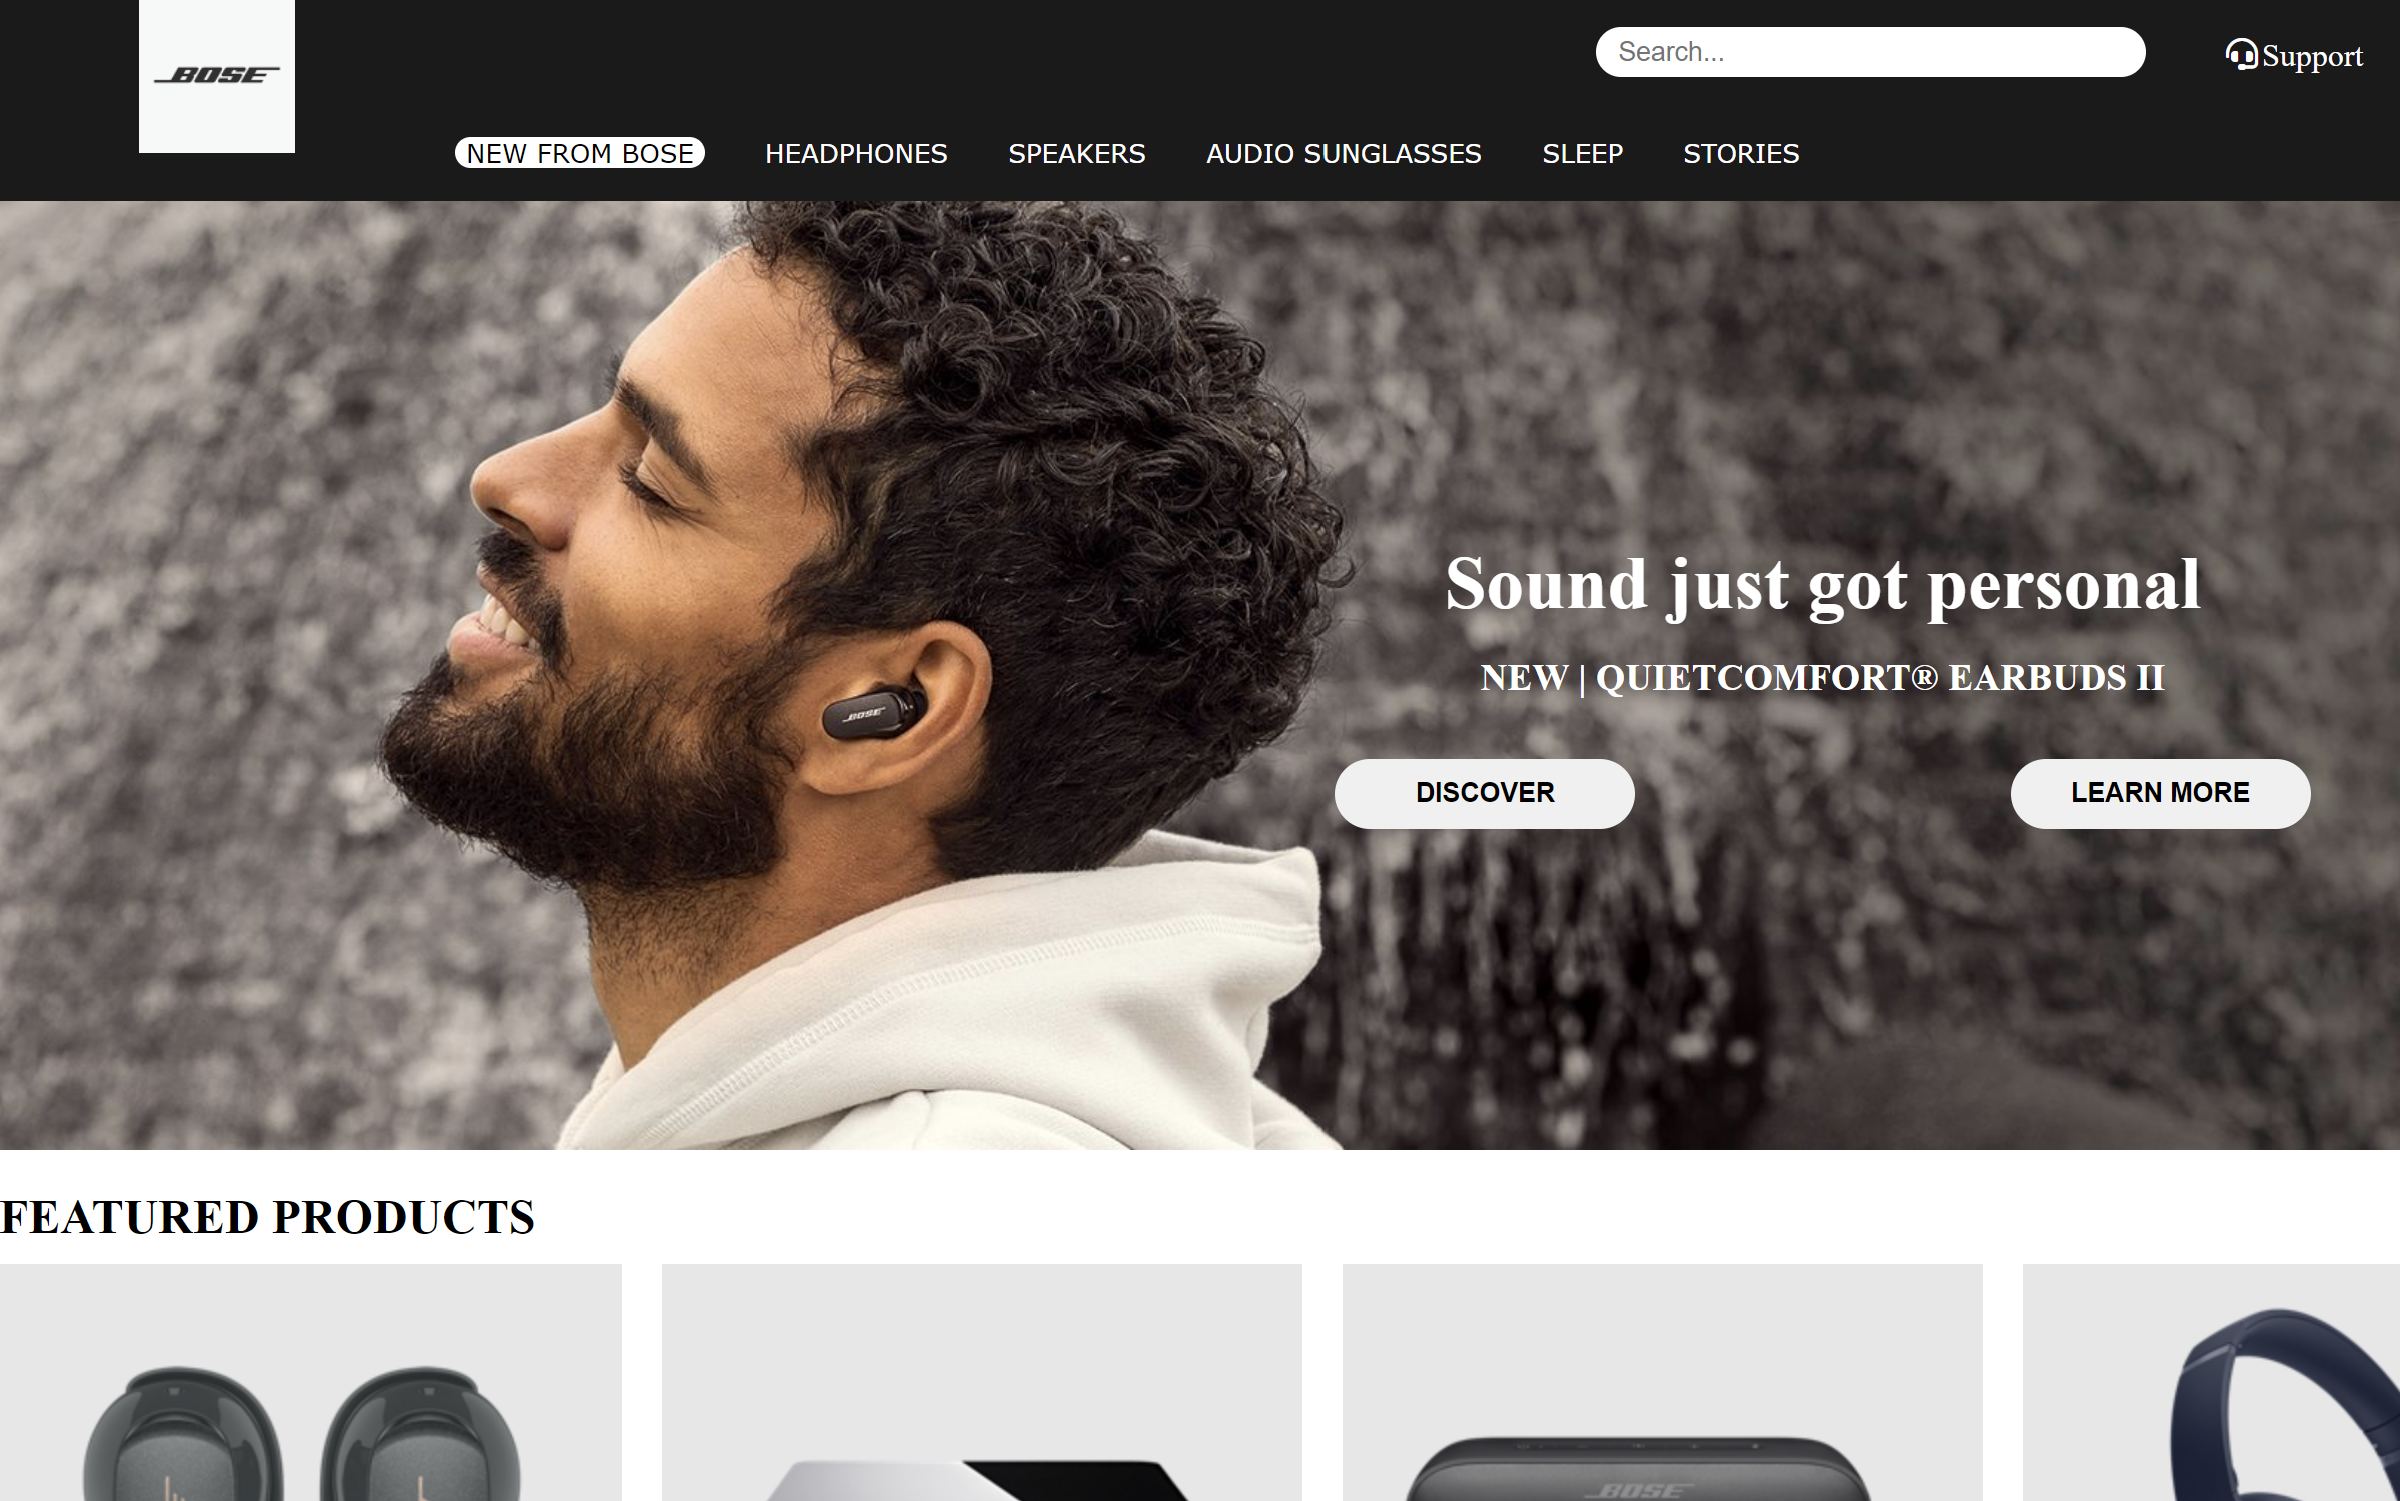 BOSE
Search...
Support
NEW FROM BOSE
HEADPHONES
SPEAKERS
AUDIO SUNGLASSES
SLEEP
STORIES
Sound just got personal
NEW | QUIETCOMFORT® EARBUDS II
BOSE
DISCOVER
LEARN MORE
FEATURED PRODUCTS
BOSE